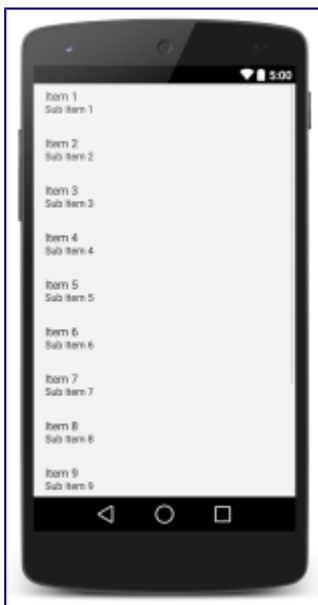 5:00
Item 1
Sub Item 1
Item 2
Sub Item 2
Item 3
Sub Item 3
Item 4
Sub Item 4
Item 5
Sub Item 5
Item 6
Sub Item 6
Item 7
Sub Item 7
Item 8
Sub Item 8
Item 9
Sub Item 9